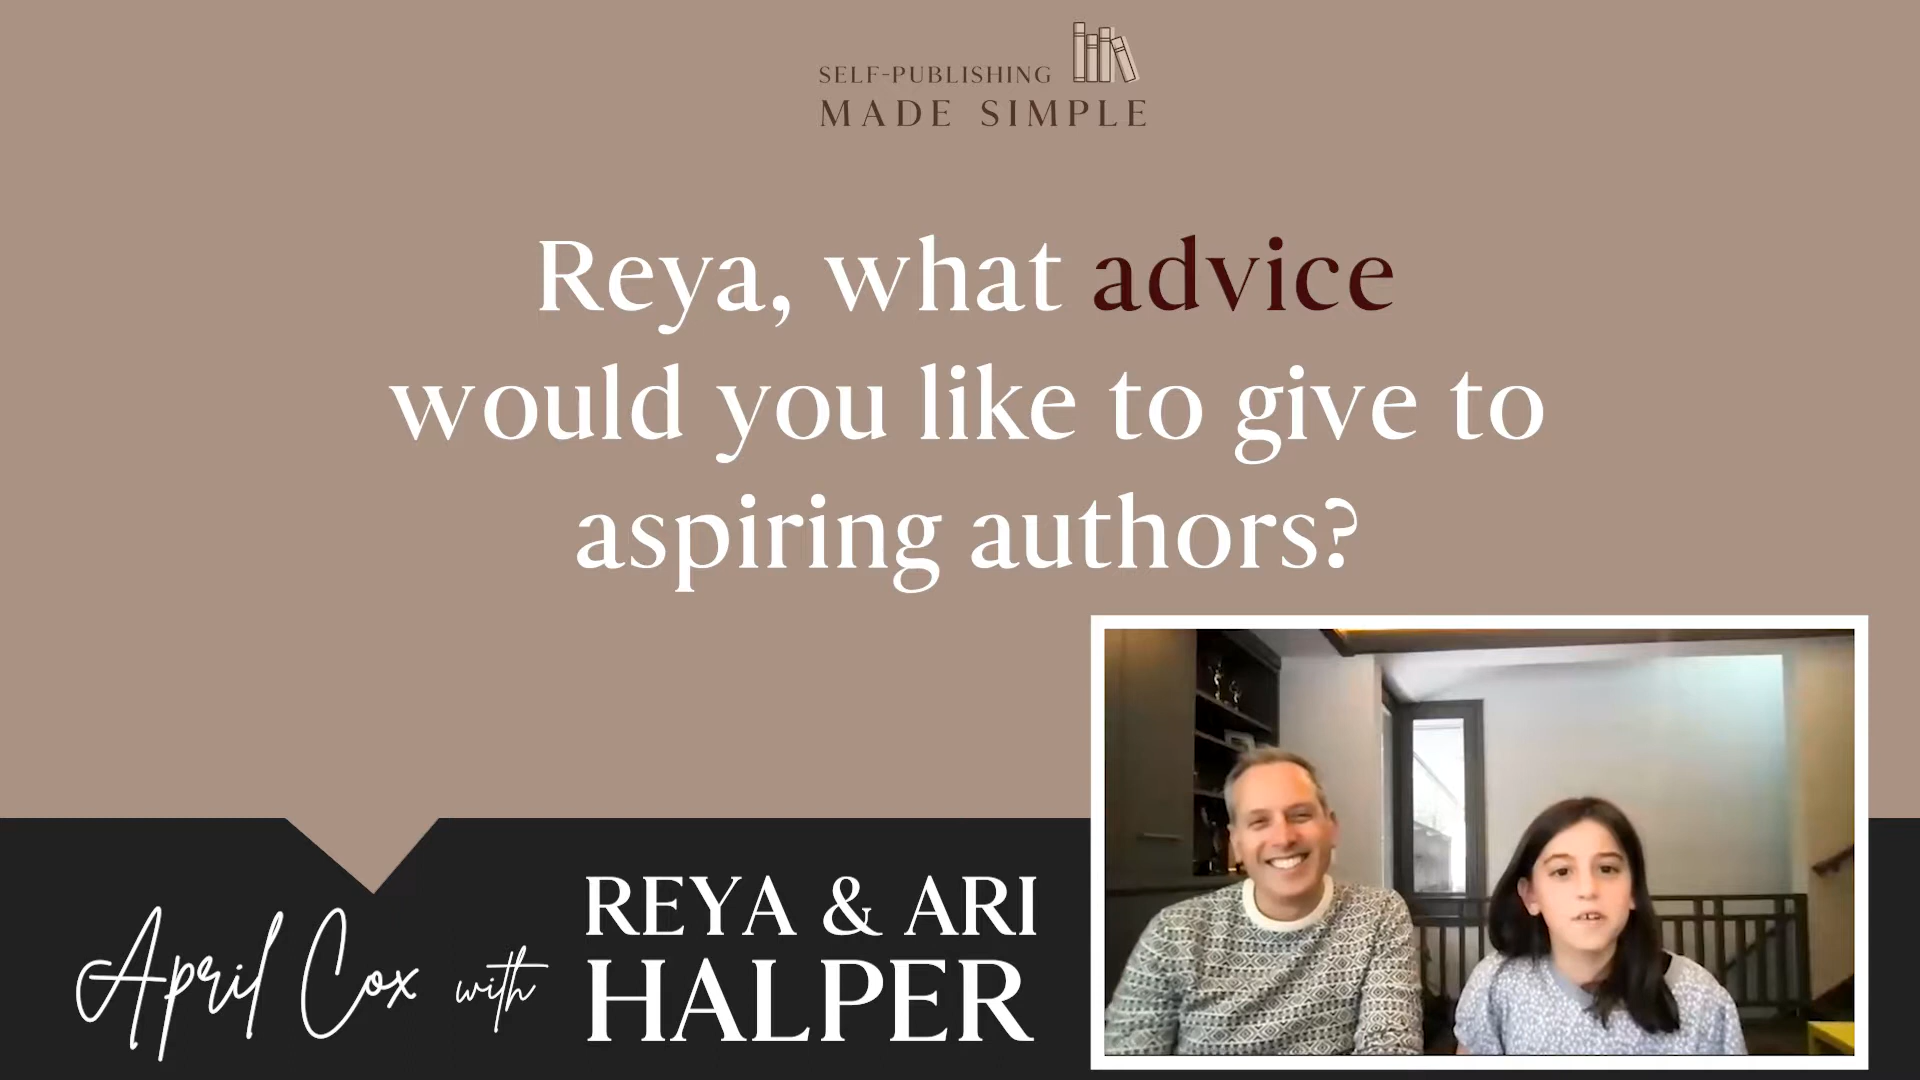 SELF-PUBLISHING
MADE SIMPLE
Reya, what advice
would you like to give to
aspiring authors?
April Cox with
REYA & ARI
HALPER